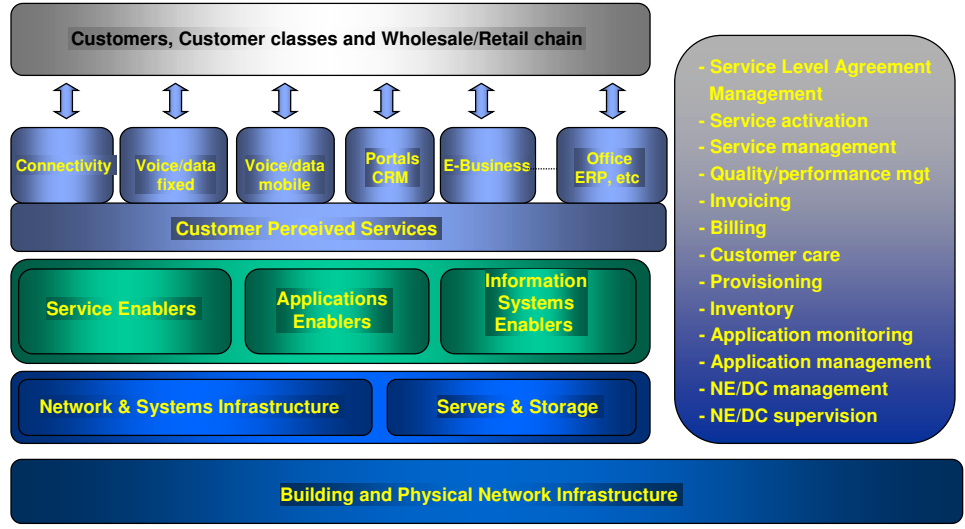 Customers, Customer classes and Wholesale/Retail chain
Connectivity
Voice/data
fixed
Voice/data
mobile
Portals
CRM
E-Business
Office
ERP, etc
Customer Perceived Services
Service Enablers
Applications
Enablers
Information
Systems
Enablers
Network & Systems Infrastructure
Servers & Storage
- Service Level Agreement
Management
- Service activation
- Service management
- Quality/performance mgt
- Invoicing
- Billing
- Customer care
- Provisioning
- Inventory
- Application monitoring
- Application management
- NE/DC management
- NE/DC supervision
Building and Physical Network Infrastructure